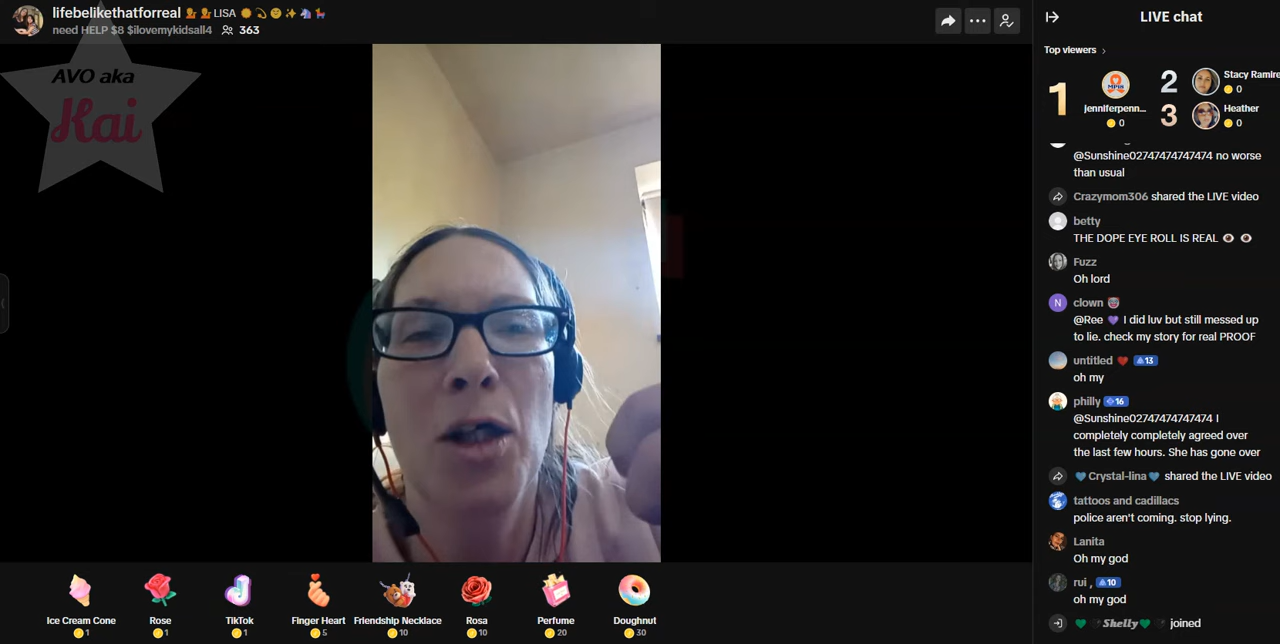 lifebelikethatforreal 💁 💁 LISA 🌞 💫 🌝 ✨ 🦄 🎠
need HELP $8 $ilovemykidsall4 363
AVO aka
Kai
LIVE chat
Top viewers ›
1 jenniferpenn... 0
2 Stacy Ramire 0
3 Heather 0
@Sunshine02747474747474 no worse
than usual
Crazymom306 shared the LIVE video
betty
THE DOPE EYE ROLL IS REAL 👁 👁
Fuzz
Oh lord
N clown
@Ree 💜 I did luv but still messed up
to lie. check my story for real PROOF
untitled ❤️ 13
oh my
philly 16
@Sunshine02747474747474 I
completely completely agreed over
the last few hours. She has gone over
💙Crystal-lina💙 shared the LIVE video
tattoos and cadillacs
police aren't coming. stop lying.
Lanita
Oh my god
rui , 10
oh my god
💚 🖤Shelly💚 🖤 joined
Ice Cream Cone Rose TikTok Finger Heart Friendship Necklace Rosa Perfume Doughnut
1 1 1 5 10 10 20 30